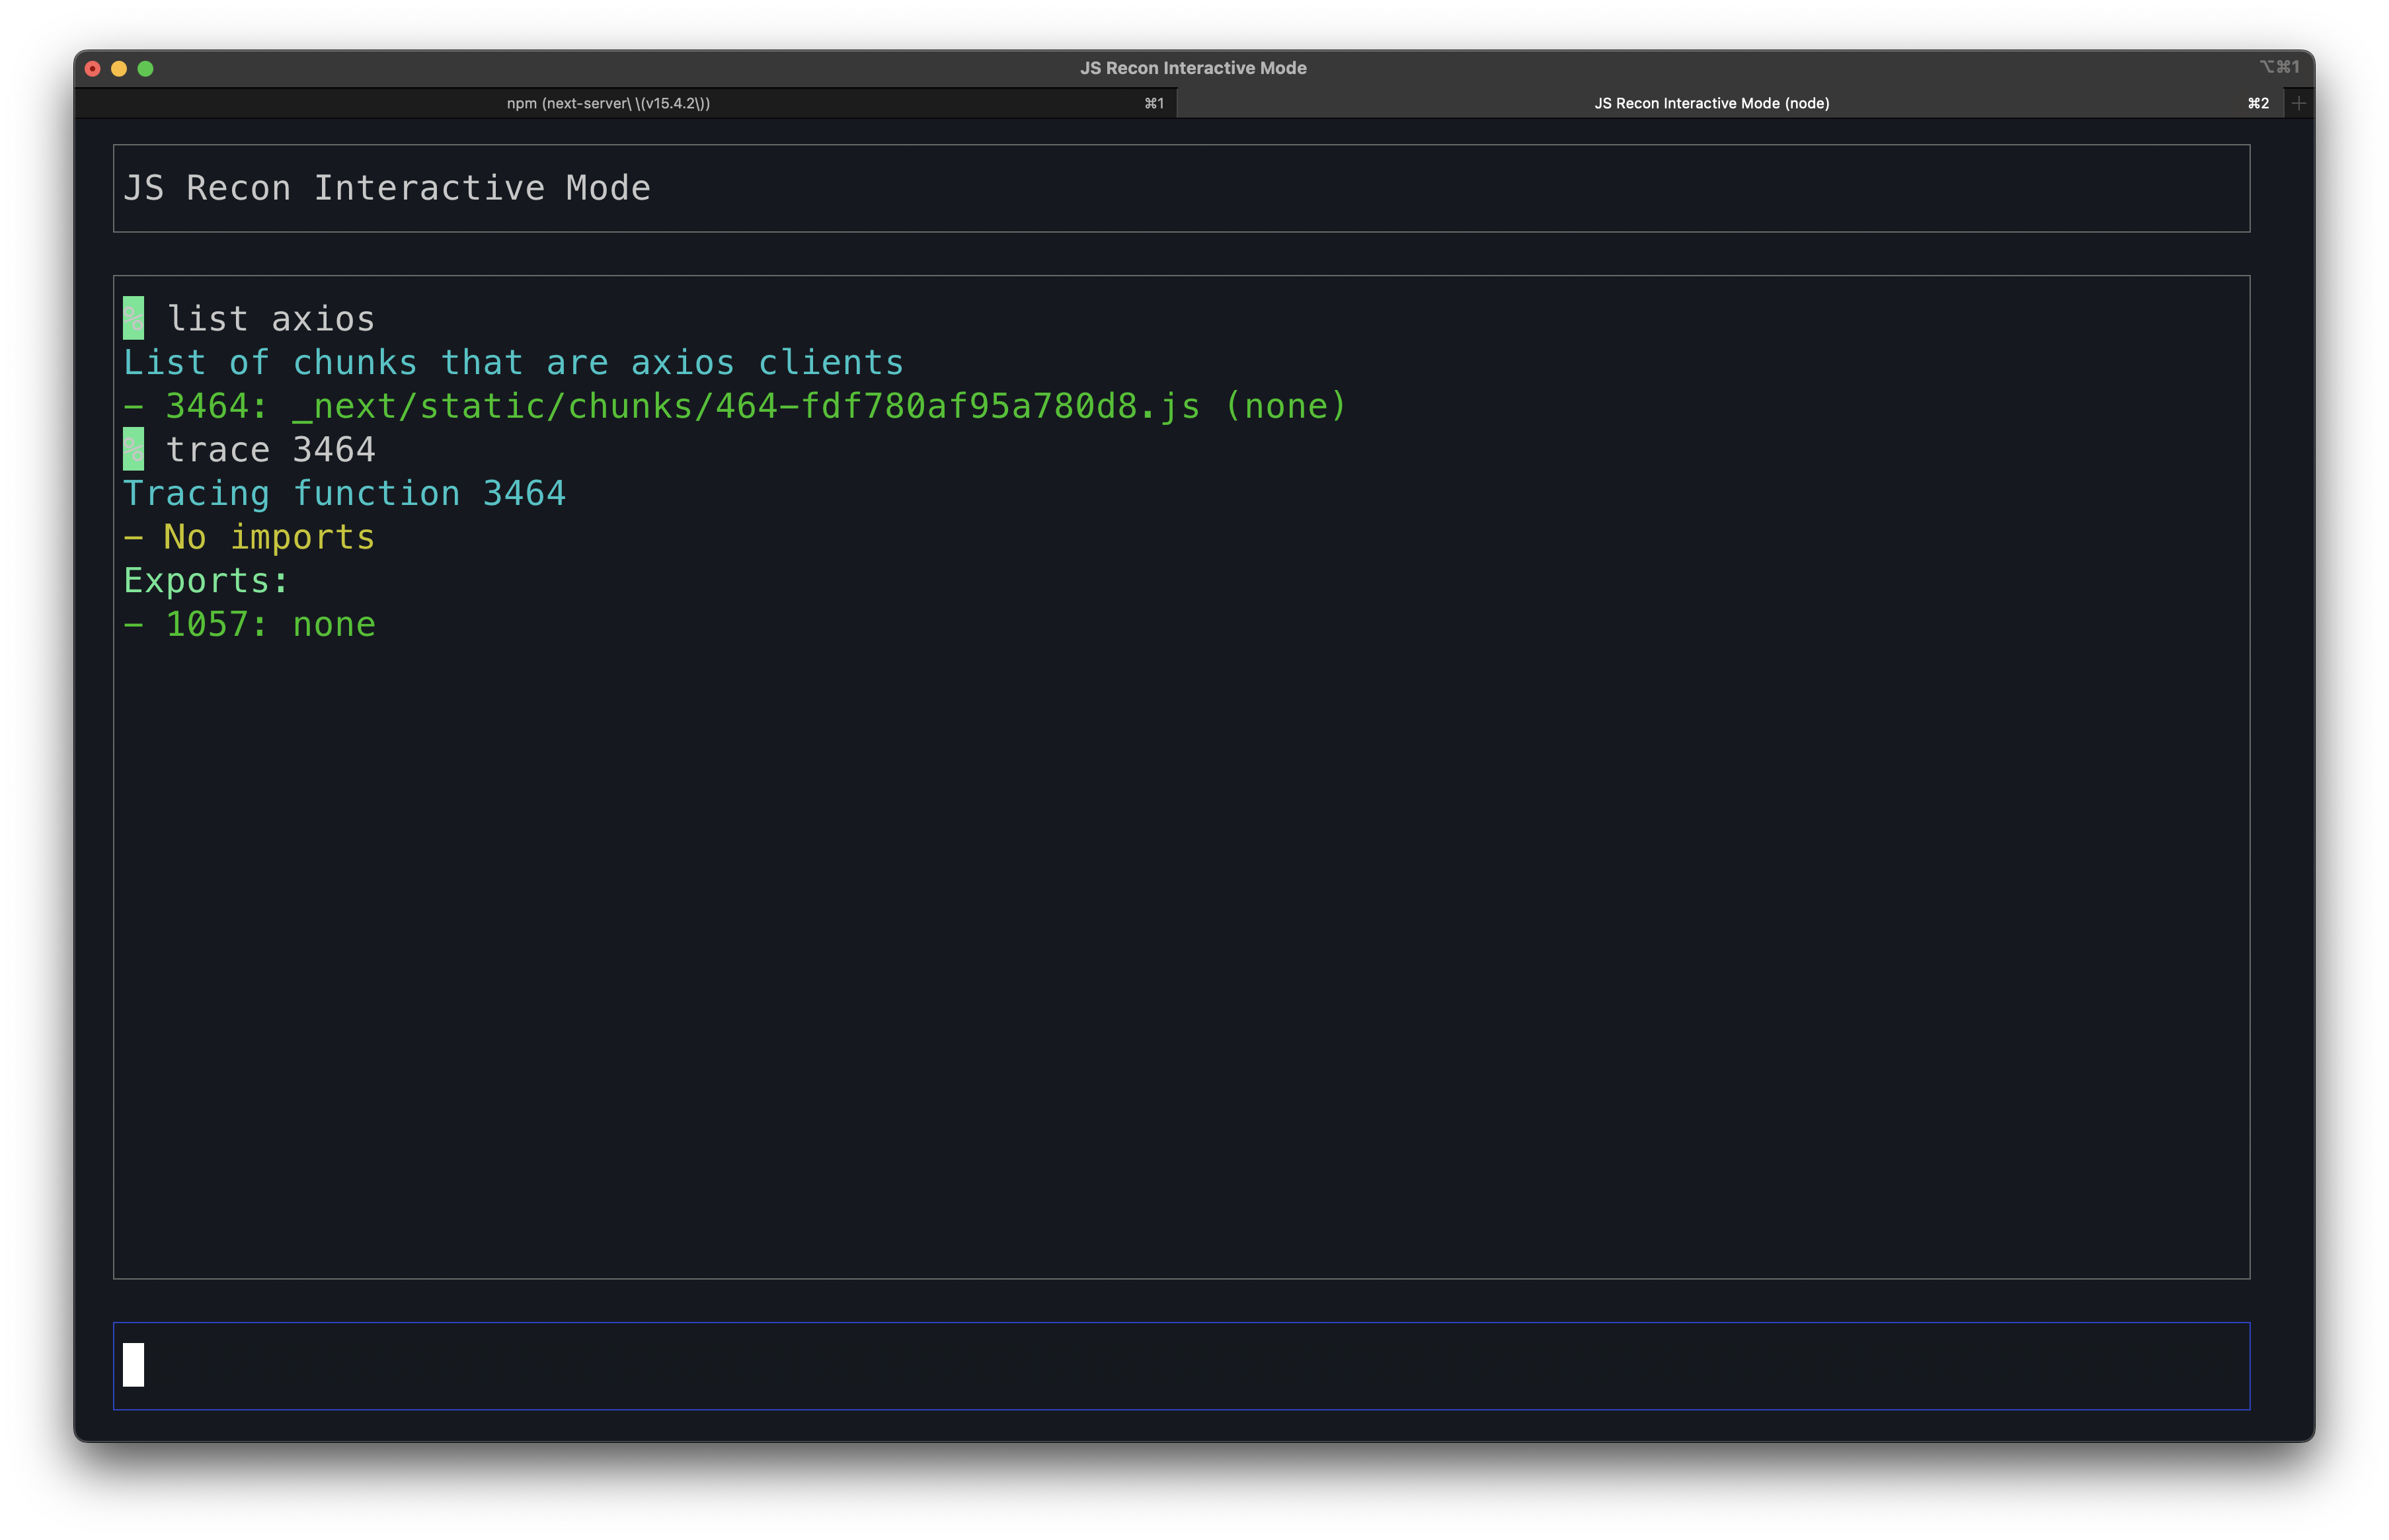 JS Recon Interactive Mode
⌥⌘1
npm (next-server\ \(v15.4.2\))
⌘1
JS Recon Interactive Mode (node)
⌘2
JS Recon Interactive Mode
% list axios
List of chunks that are axios clients
- 3464: _next/static/chunks/464-fdf780af95a780d8.js (none)
% trace 3464
Tracing function 3464
- No imports
Exports:
- 1057: none